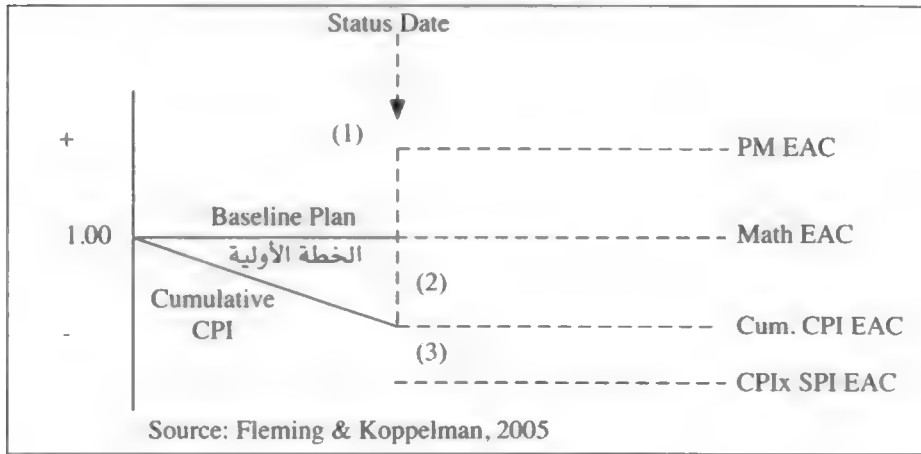 Status Date
(1)
+
PM EAC
Baseline Plan
1.00
Math EAC
الخطة الأولية
(2)
Cumulative
CPI
-
Cum. CPI EAC
(3)
CPIx SPI EAC
Source: Fleming & Koppelman, 2005